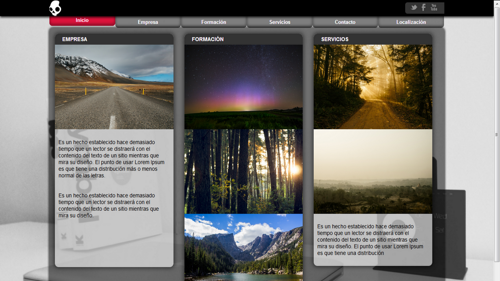 Inicio
Empresa
Formación
Servicios
Contacto
Localización
EMPRESA
FORMACIÓN
SERVICIOS
Es un hecho establecido hace demasiado
tiempo que un lector se distraerá con el
contenido del texto de un sitio mientras que
mira su diseño. El punto de usar Lorem Ipsum
es que tiene una distribución más o menos
normal de las letras.
Es un hecho establecido hace demasiado
tiempo que un lector se distraerá con el
contenido del texto de un sitio mientras que
mira su diseño.
Es un hecho establecido hace demasiado
tiempo que un lector se distraerá con el
contenido del texto de un sitio mientras que
mira su diseño. El punto de usar Lorem Ipsum
es que tiene una distribución